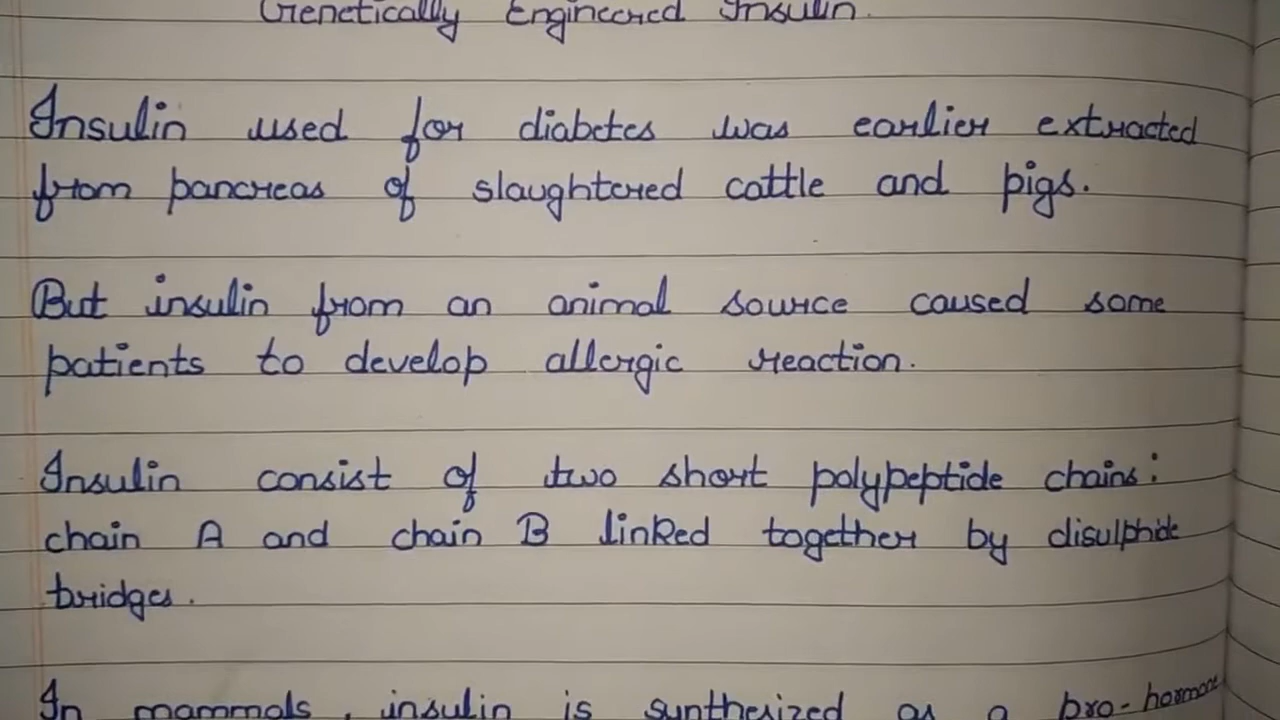 Genetically Engineered Insulin.
Insulin used for diabetes was earlier extracted
from pancreas of slaughtered cattle and pigs.
But insulin from an animal source caused some
patients to develop allergic reaction.
Insulin consist of two short polypeptide chains:
chain A and chain B linked together by disulphide
bridges.
In mammals, insulin is synthesized as a pro-hormone